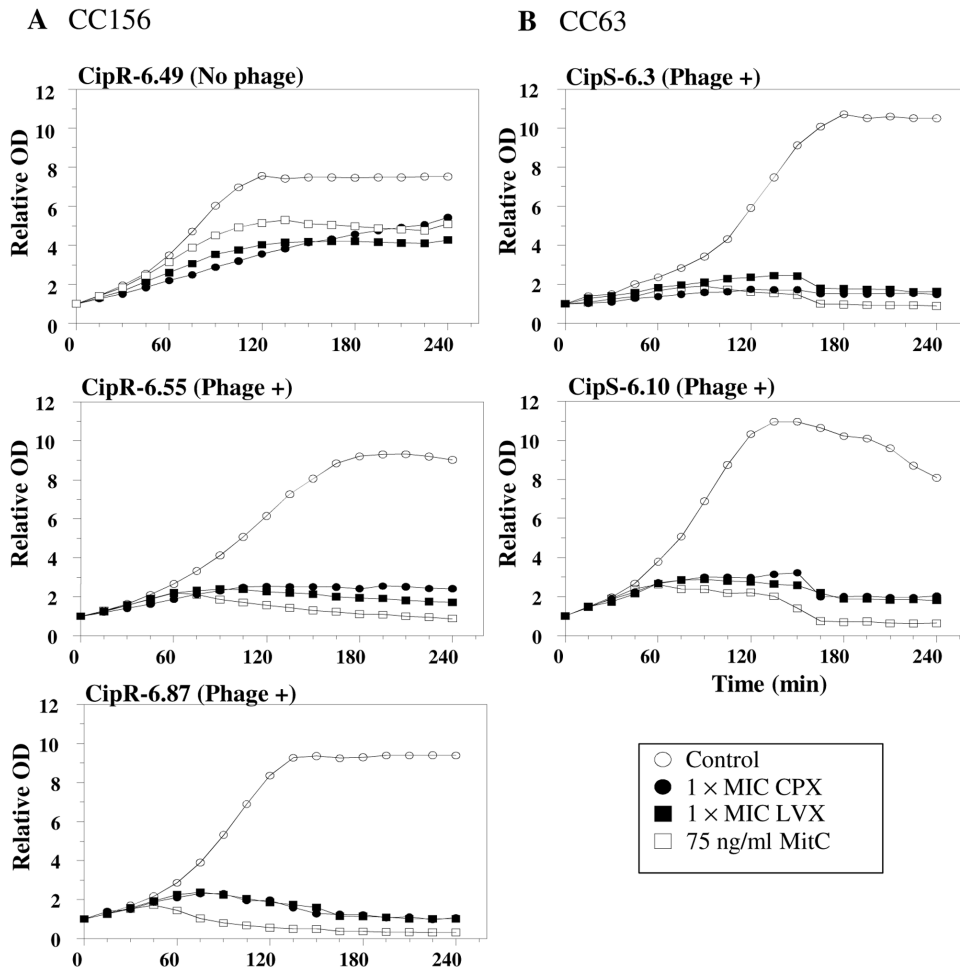 A CC156
CipR-6.49 (No phage)
12
10
8
6
4
2
0
Relative OD
0 60 120 180 240
CipR-6.55 (Phage +)
12
10
8
6
4
2
0
Relative OD
0 60 120 180 240
CipR-6.87 (Phage +)
12
10
8
6
4
2
0
Relative OD
0 60 120 180 240
B CC63
CipS-6.3 (Phage +)
12
10
8
6
4
2
0
Relative OD
0 60 120 180 240
CipS-6.10 (Phage +)
12
10
8
6
4
2
0
Relative OD
0 60 120 180 240
Time (min)
Control
1 × MIC CPX
1 × MIC LVX
75 ng/ml MitC